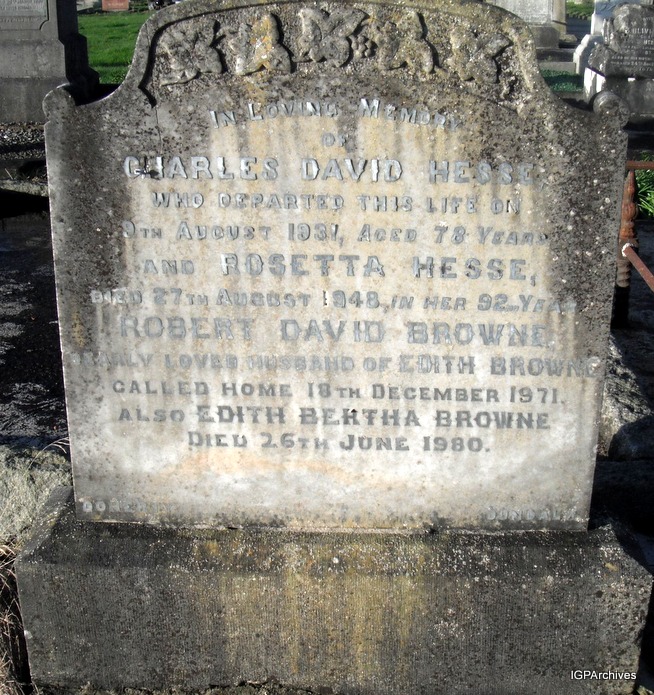 IN LOVING MEMORY
OF
CHARLES DAVID HESSE,
WHO DEPARTED THIS LIFE ON
9TH AUGUST 1931, AGED 78 YEARS
AND ROSETTA HESSE,
DIED 27TH AUGUST 1948, IN HER 92ND YEAR
ROBERT DAVID BROWNE,
DEARLY LOVED HUSBAND OF EDITH BROWNE
CALLED HOME 18TH DECEMBER 1971.
ALSO EDITH BERTHA BROWNE
DIED 26TH JUNE 1980.
IGPArchives